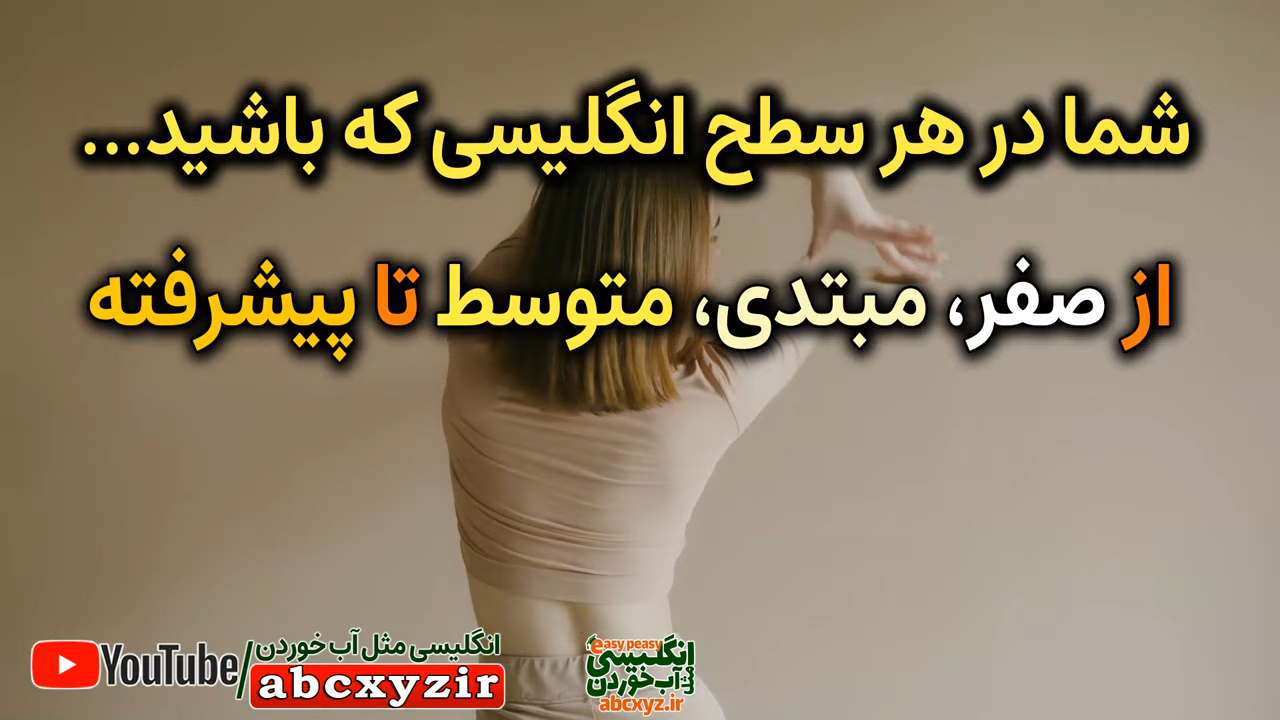 شما در هر سطح انگلیسی که باشید...
از صفر، مبتدی، متوسط تا پیشرفته
YouTube/انگلیسی مثل آب خوردن
abcxyzir
easy peasy
انگلیسی
مثل آب خوردن
abcxyz.ir